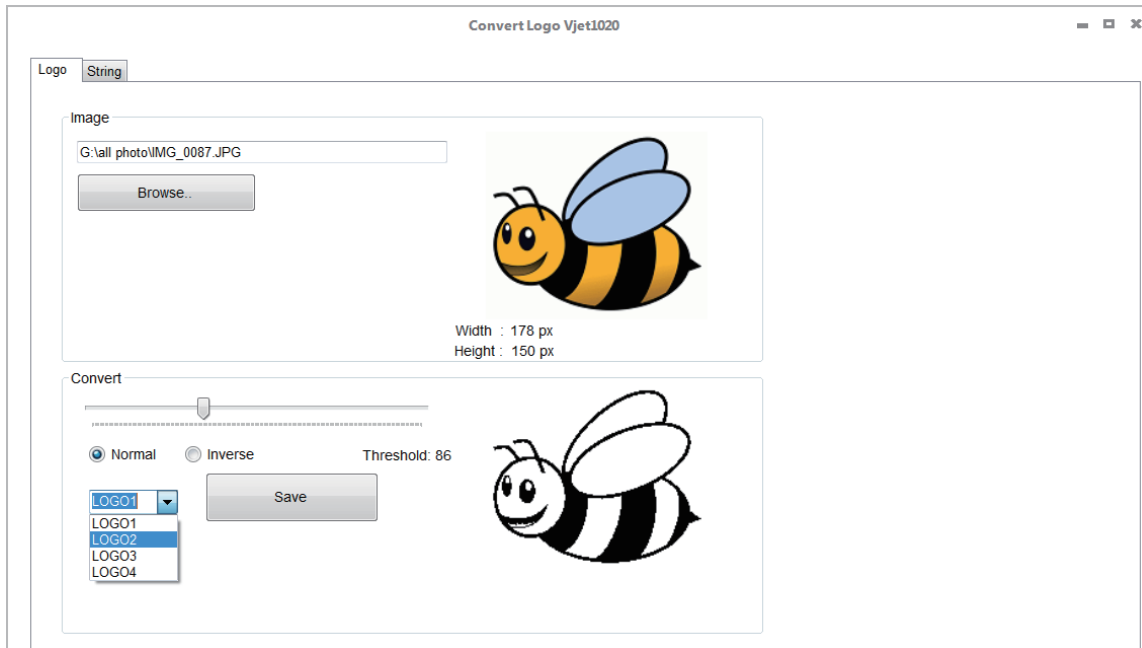 Convert Logo Vjet1020
Logo String
Image
G:\all photo\IMG_0087.JPG
Browse..
Width : 178 px
Height : 150 px
Convert
Normal Inverse Threshold: 86
LOGO1 Save
LOGO1
LOGO2
LOGO3
LOGO4